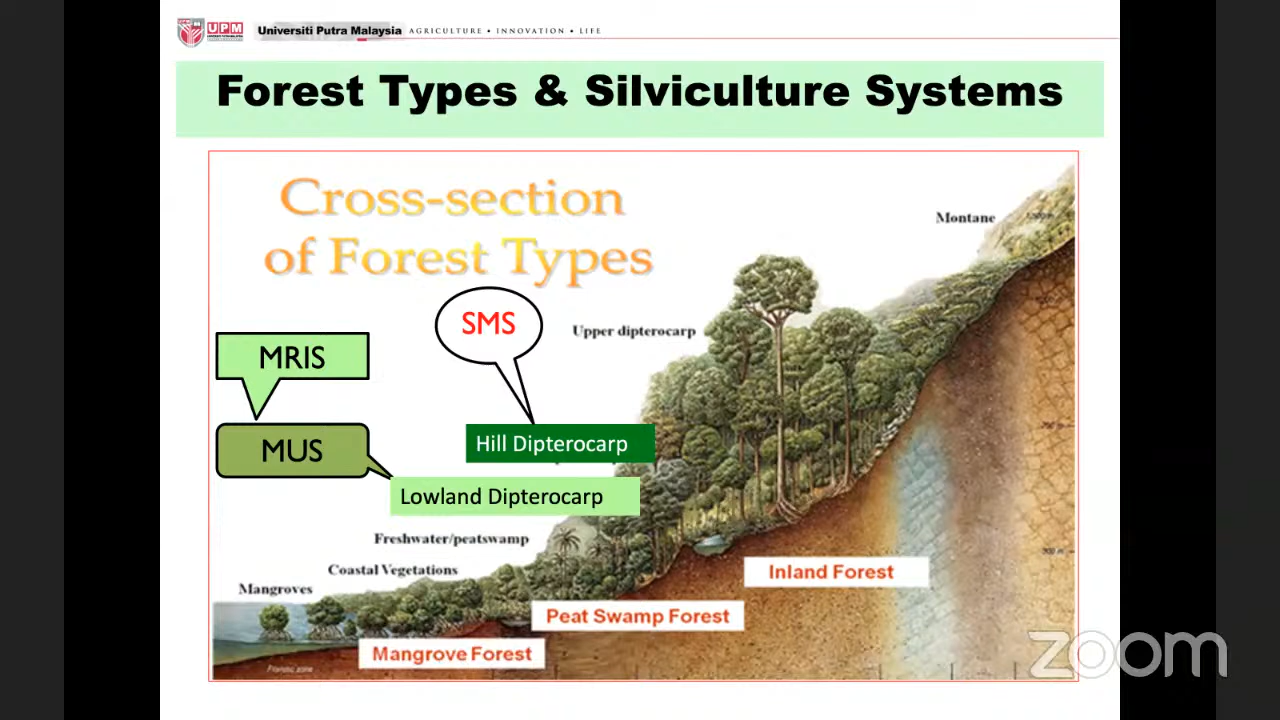 UPM
Universiti Putra Malaysia AGRICULTURE • INNOVATION • LIFE
Forest Types & Silviculture Systems
Cross-section
of Forest Types
Montane
SMS
Upper dipterocarp
MRIS
MUS
Hill Dipterocarp
Lowland Dipterocarp
Freshwater/peatswamp
Coastal Vegetations
Inland Forest
Mangroves
Peat Swamp Forest
Mangrove Forest
zoom